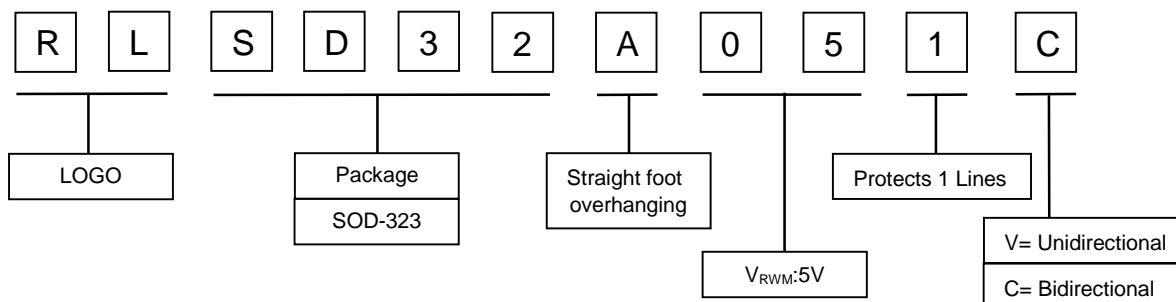 R L S D 3 2 A 0 5 1 C
LOGO
Package
SOD-323
Straight foot
overhanging
VRWM:5V
Protects 1 Lines
V= Unidirectional
C= Bidirectional